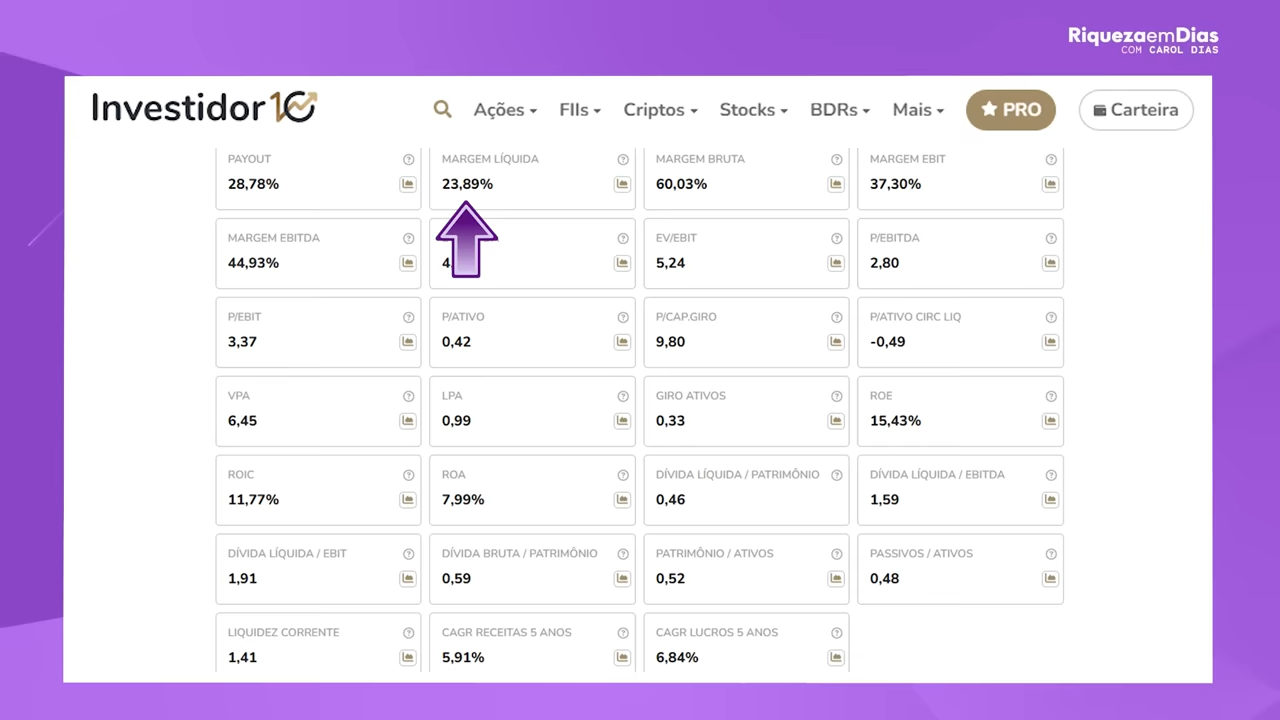 RiquezaemDias
COM CAROL DIAS
Investidor10
Ações FIIs Criptos Stocks BDRs Mais PRO Carteira
PAYOUT MARGEM LÍQUIDA MARGEM BRUTA MARGEM EBIT
28,78% 23,89% 60,03% 37,30%
MARGEM EBITDA EV/EBIT P/EBITDA
44,93% 5,24 2,80
P/EBIT P/ATIVO P/CAP.GIRO P/ATIVO CIRC LIQ
3,37 0,42 9,80 -0,49
VPA LPA GIRO ATIVOS ROE
6,45 0,99 0,33 15,43%
ROIC ROA DÍVIDA LÍQUIDA / PATRIMÔNIO DÍVIDA LÍQUIDA / EBITDA
11,77% 7,99% 0,46 1,59
DÍVIDA LÍQUIDA / EBIT DÍVIDA BRUTA / PATRIMÔNIO PATRIMÔNIO / ATIVOS PASSIVOS / ATIVOS
1,91 0,59 0,52 0,48
LIQUIDEZ CORRENTE CAGR RECEITAS 5 ANOS CAGR LUCROS 5 ANOS
1,41 5,91% 6,84%